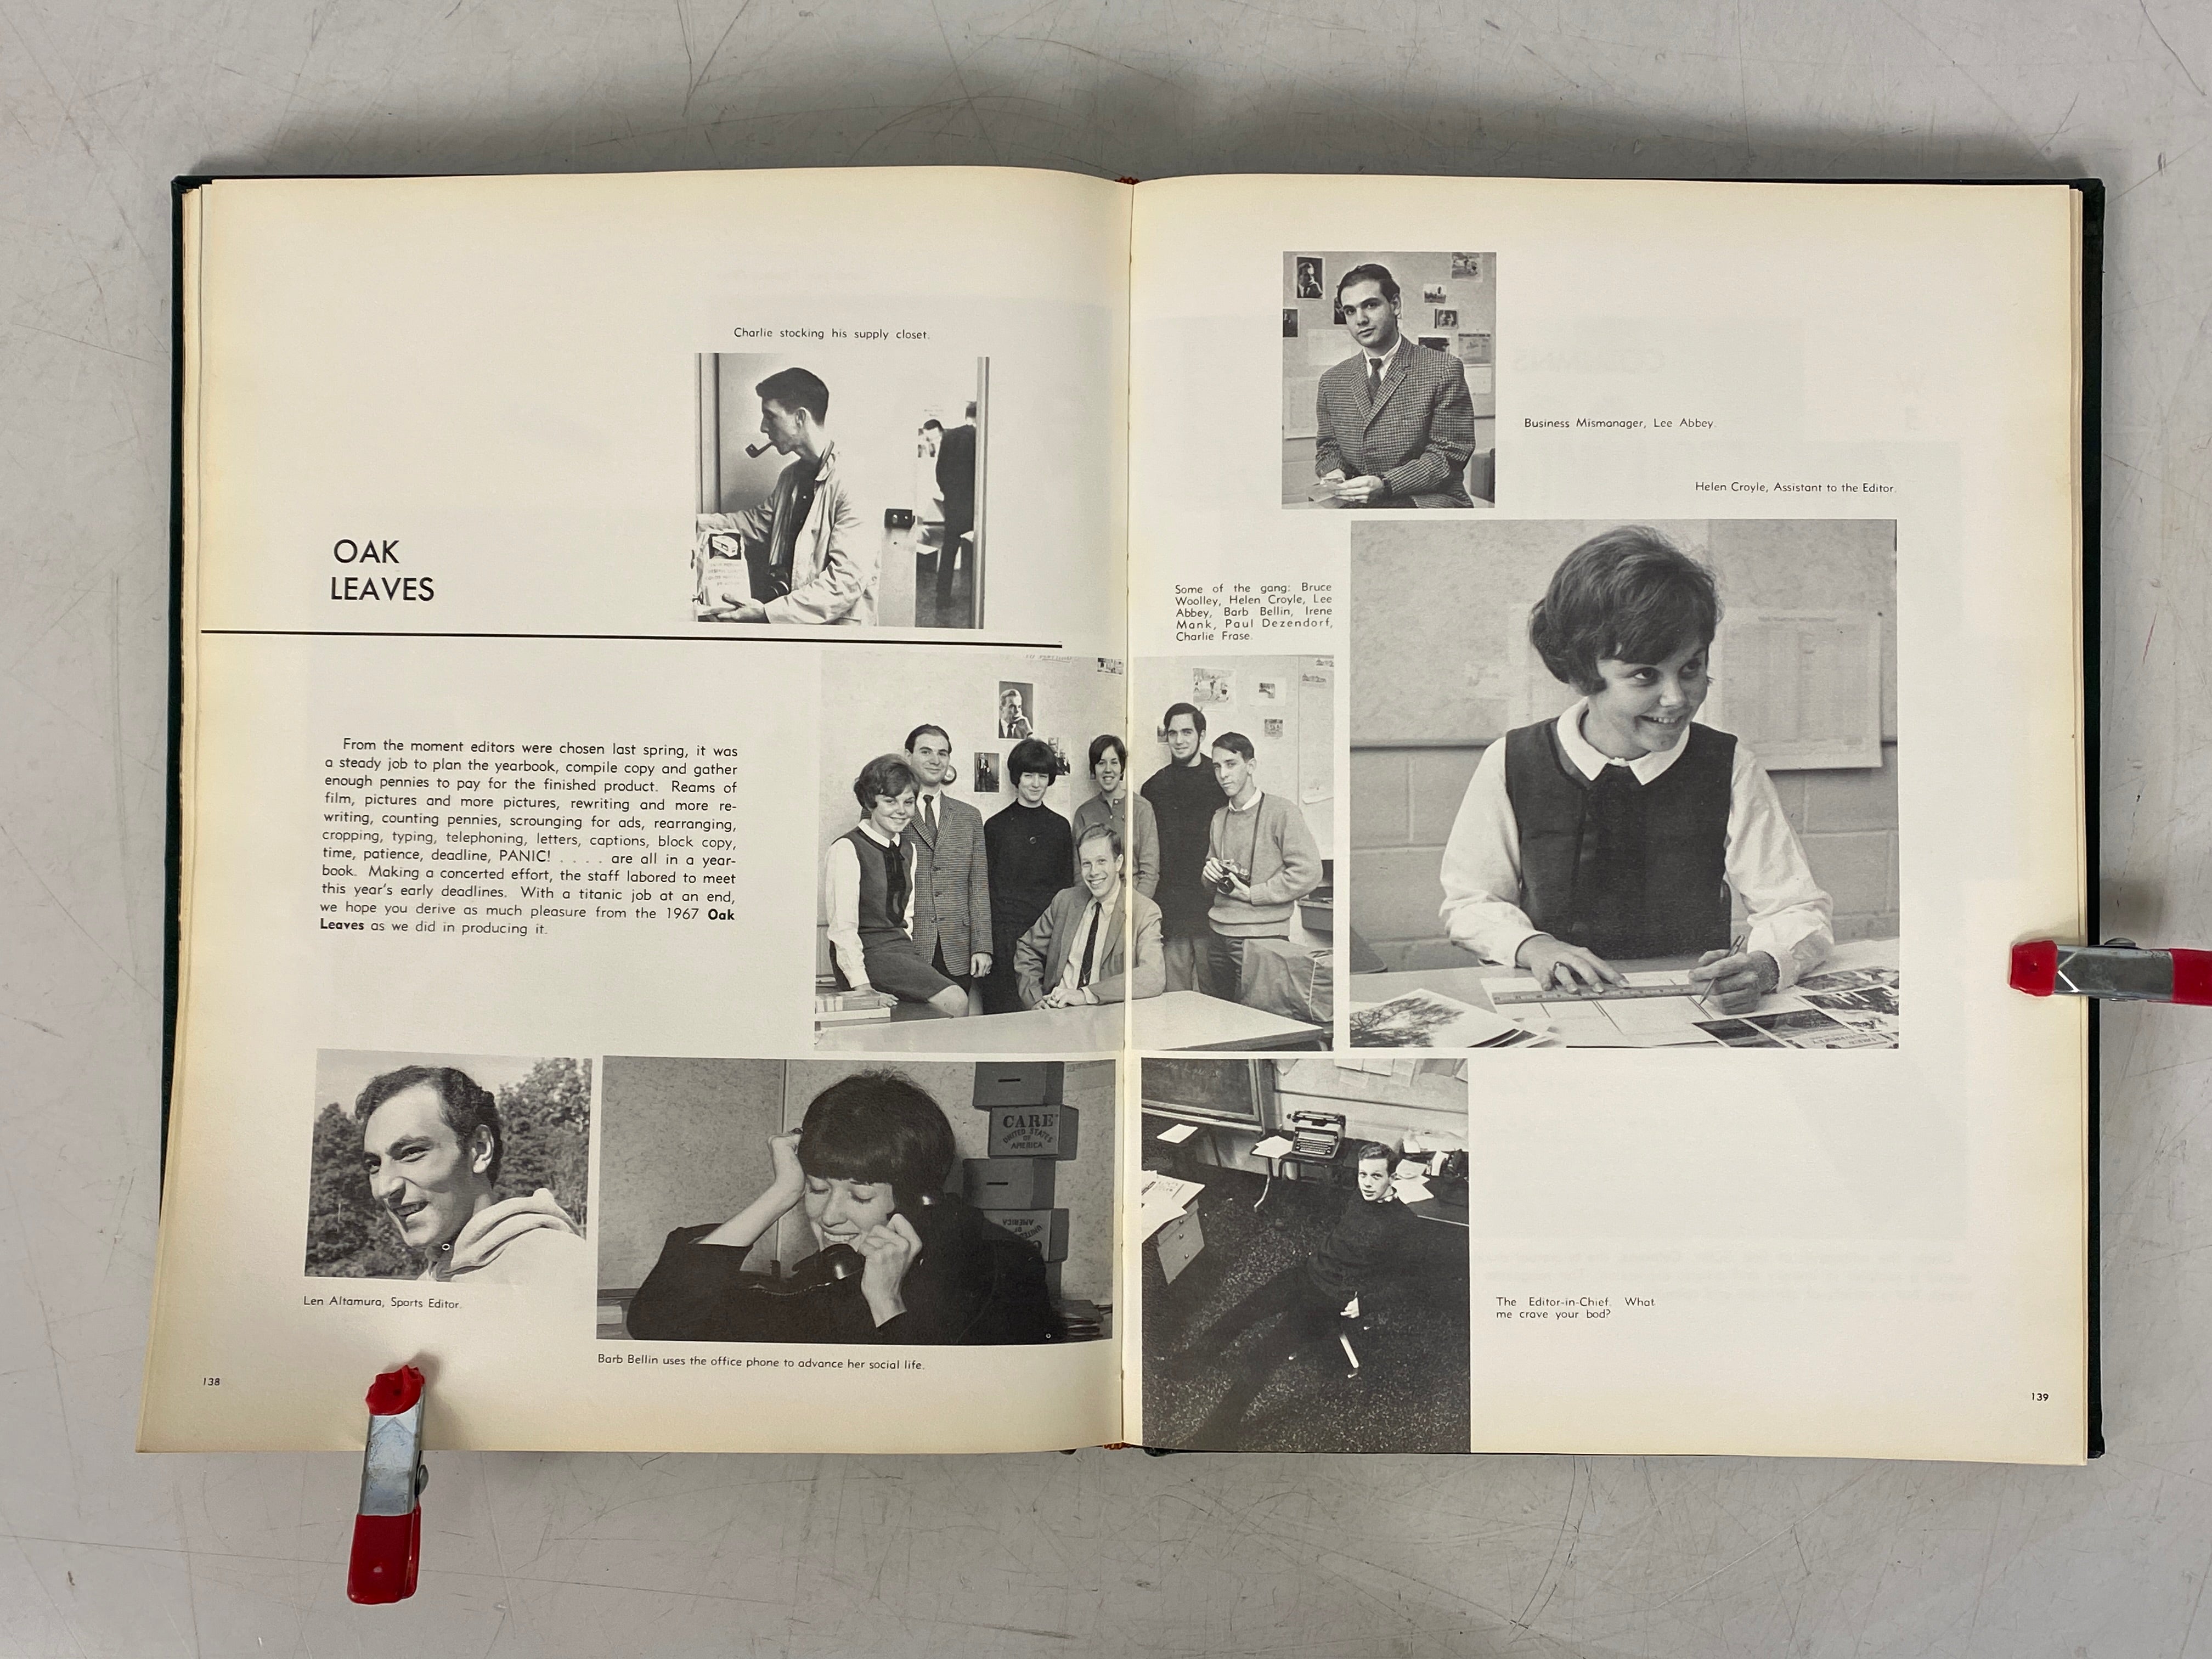 Charlie stocking his supply closet.
OAK
LEAVES
From the moment editors were chosen last spring, it was
a steady job to plan the yearbook, compile copy and gather
enough pennies to pay for the finished product. Reams of
film, pictures and more pictures, rewriting and more re-
writing, counting pennies, scrounging for ads, rearranging,
cropping, typing, telephoning, letters, captions, block copy,
time, patience, deadline, PANIC! . . . . are all in a year-
book. Making a concerted effort, the staff labored to meet
this year's early deadlines. With a titanic job at an end,
we hope you derive as much pleasure from the 1967 Oak
Leaves as we did in producing it.
CARE
UNITED STATES
OF
AMERICA
Len Altamura, Sports Editor.
Barb Bellin uses the office phone to advance her social life.
138
Business Mismanager, Lee Abbey.
Helen Croyle, Assistant to the Editor.
Some of the gang: Bruce
Woolley, Helen Croyle, Lee
Abbey, Barb Bellin, Irene
Mank, Paul Dezendorf,
Charlie Frase.
The Editor-in-Chief. What
me crave your bod?
139